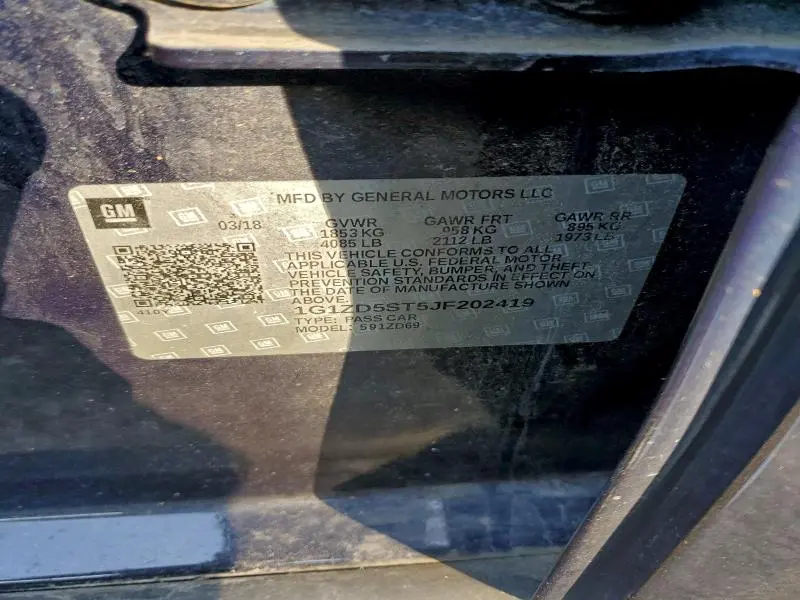 MFD BY GENERAL MOTORS LLC
GM
03/18 GVWR GAWR FRT GAWR RR
1853 KG 958 KG 895 KG
4085 LB 2112 LB 1973 LB
THIS VEHICLE CONFORMS TO ALL
APPLICABLE U.S. FEDERAL MOTOR
VEHICLE SAFETY, BUMPER, AND THEFT
PREVENTION STANDARDS IN EFFECT ON
THE DATE OF MANUFACTURE SHOWN
ABOVE.
410
1G1ZD5ST5JF202419
TYPE: PASS CAR
MODEL: 591ZD69